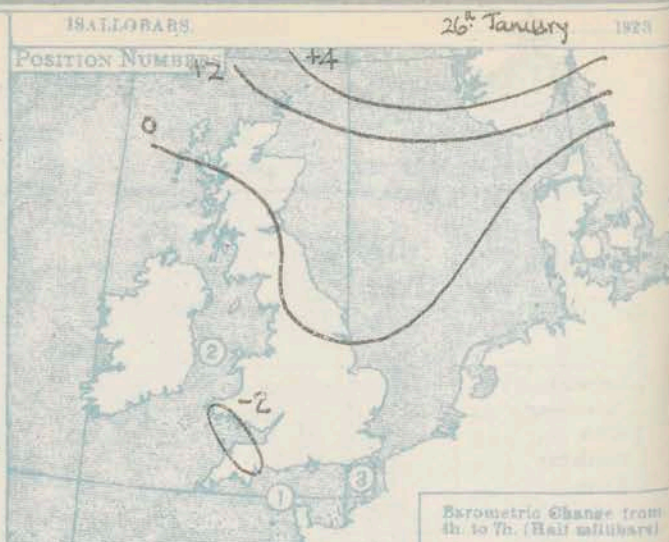 ISALLOBARS. 26th January 1923
POSITION NUMBERS
+2 +4
0
2
-2
1 3
Barometric Change from
4h. to 7h. (Half millibars)